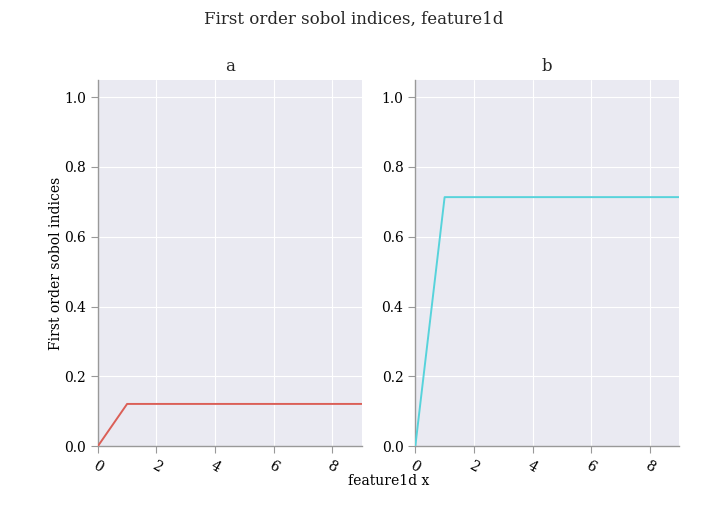 First order sobol indices, feature1d
a
b
1.0
0.8
0.6
0.4
0.2
0.0
1.0
0.8
0.6
0.4
0.2
0.0
First order sobol indices
0 2 4 6 8
0 2 4 6 8
feature1d x